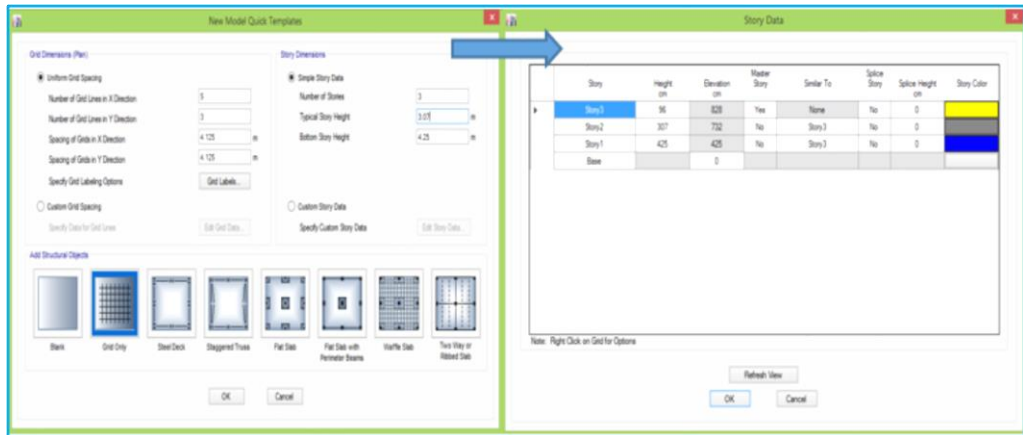 New Model Quick Templates
Grid Dimensions (Plan)
Uniform Grid Spacing
Number of Grid Lines in X Direction 5
Number of Grid Lines in Y Direction 3
Spacing of Grids in X Direction 4.125 m
Spacing of Grids in Y Direction 4.125 m
Specify Grid Labeling Options Grid Labels...
Custom Grid Spacing
Specify Data for Grid Lines Edit Grid Data...
Story Dimensions
Simple Story Data
Number of Stories 3
Typical Story Height 3.07 m
Bottom Story Height 4.25 m
Custom Story Data
Specify Custom Story Data Edit Story Data...
Add Structural Objects
Blank Grid Only Steel Deck Staggered Truss Flat Slab Flat Slab with Perimeter Beams Waffle Slab Two Way or Ribbed Slab
OK Cancel
Story Data
Story Height cm Elevation cm Master Story Similar To Splice Story Splice Height cm Story Color
Story3 96 828 Yes None No 0
Story2 307 732 No Story3 No 0
Story1 425 425 No Story3 No 0
Base 0
Note: Right Click on Grid for Options
Refresh View
OK Cancel